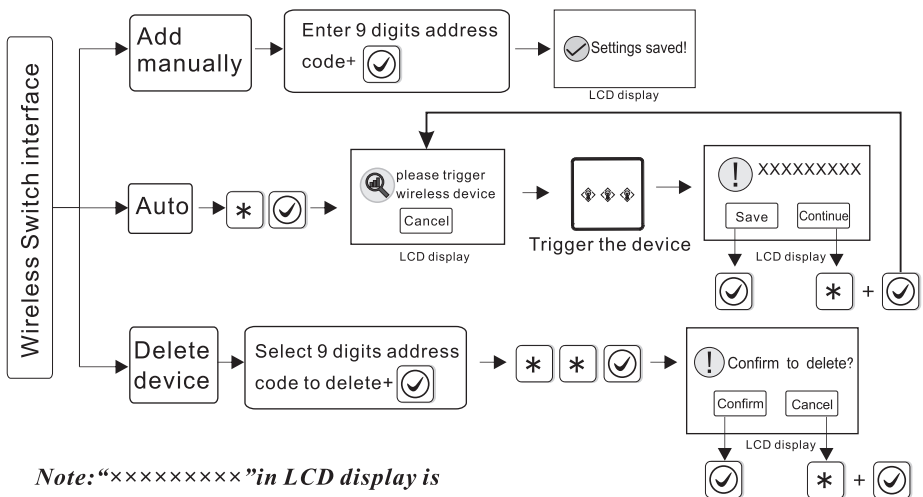 Wireless Switch interface
Add
manually
Enter 9 digits address
code+
Settings saved!
LCD display
Auto
*
please trigger
wireless device
Cancel
LCD display
Trigger the device
! XXXXXXXXX
Save
Continue
LCD display
* +
Delete
device
Select 9 digits address
code to delete+
* *
! Confirm to delete?
Confirm
Cancel
LCD display
* +
Note:“×××××××××”in LCD display is